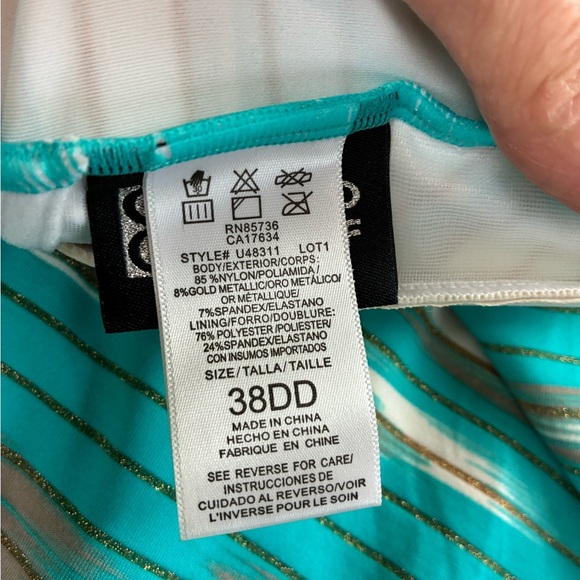 RN85736
CA17634
STYLE# U48311 LOT1
BODY/EXTERIOR/CORPS:
85 %NYLON/POLIAMIDA/
8%GOLD METALLIC/ORO METÁLICO/
OR MÉTALLIQUE/
7%SPANDEX/ELASTANO
LINING/FORRO/DOUBLURE:
76% POLYESTER/POLIESTER/
24%SPANDEX/ELASTANO
CON INSUMOS IMPORTADOS
SIZE/TALLA/TAILLE
38DD
MADE IN CHINA
HECHO EN CHINA
FABRIQUE EN CHINE
SEE REVERSE FOR CARE/
INSTRUCCIONES DE
CUIDADO AL REVERSO/VOIR
L'INVERSE POUR LE SOIN